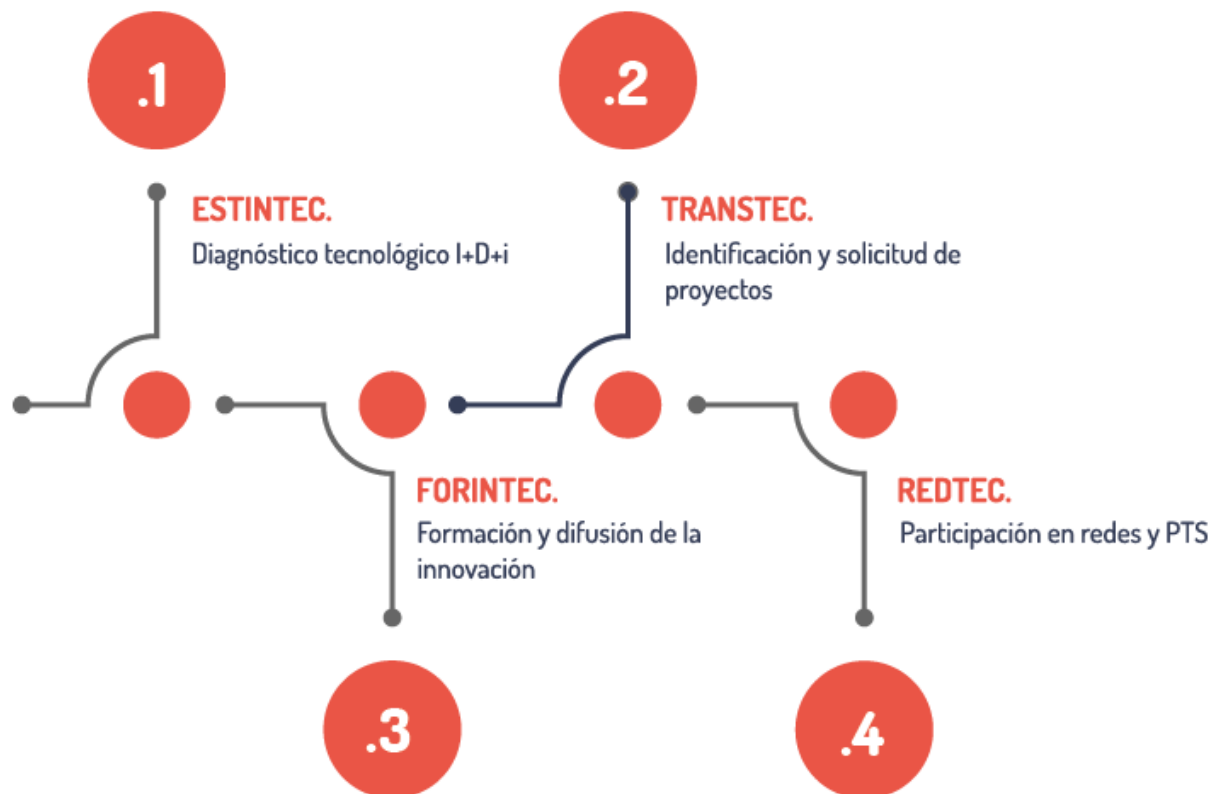 .1
ESTINTEC.
Diagnóstico tecnológico I+D+i
.2
TRANSTEC.
Identificación y solicitud de
proyectos
FORINTEC.
Formación y difusión de la
innovación
.3
REDTEC.
Participación en redes y PTS
.4